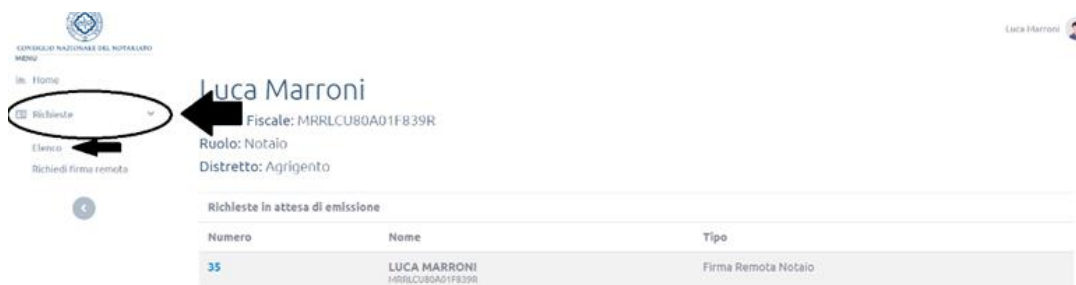 CONSIGLIO NAZIONALE DEL NOTARIATO
MENU
Home
Richieste
Elenco
Richiedi firma remota
Luca Marroni
Luca Marroni
Fiscale: MRRLCU80A01F839R
Ruolo: Notaio
Distretto: Agrigento
Richieste in attesa di emissione
Numero Nome Tipo
35 LUCA MARRONI Firma Remota Notaio
MRRLCU80A01F839R